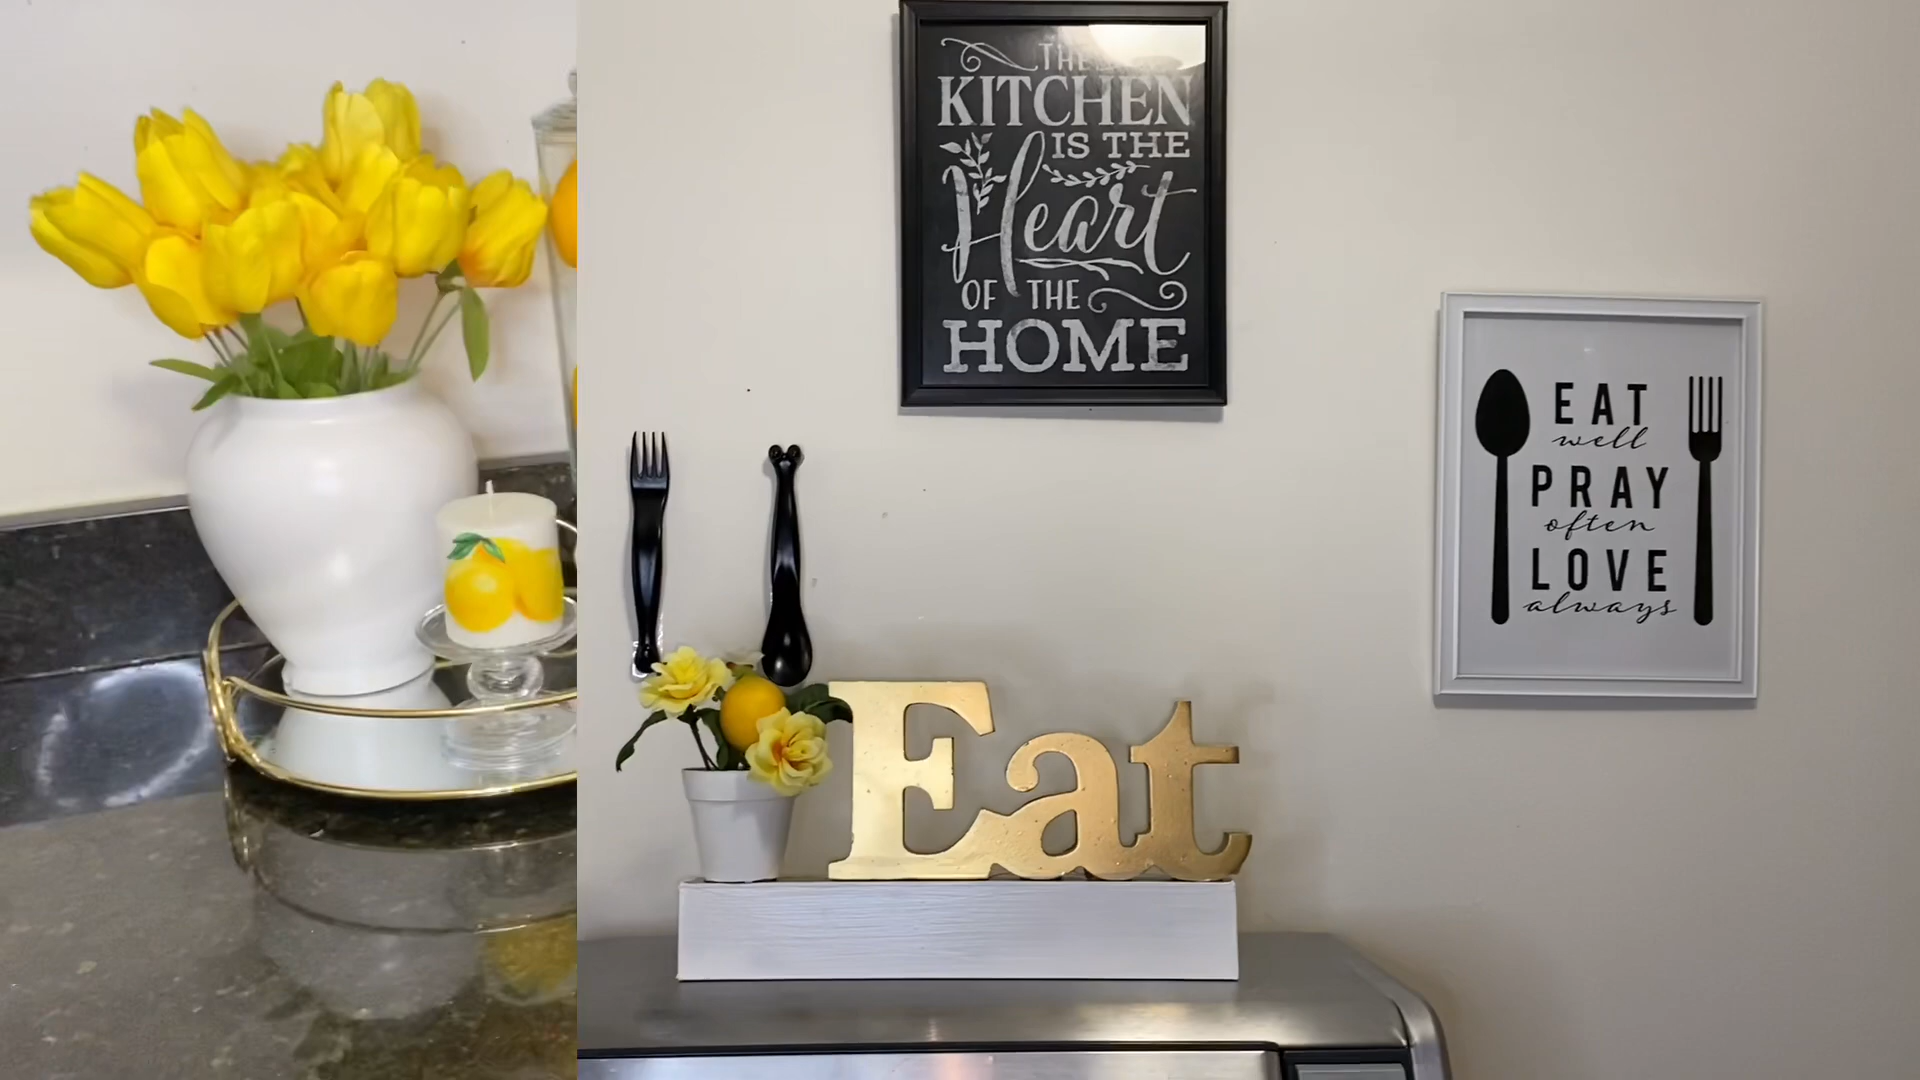 THE
KITCHEN
IS THE
Heart
OF THE
HOME
EAT
well
PRAY
often
LOVE
always
Eat